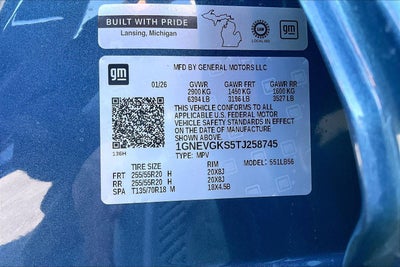 BUILT WITH PRIDE
Lansing, Michigan
gm
gm
MFD BY GENERAL MOTORS LLC
01/26 GVWR GAWR FRT GAWR RR
2900 KG 1450 KG 1600 KG
6394 LB 3196 LB 3527 LB
THIS VEHICLE CONFORMS TO ALL
APPLICABLE U.S. FEDERAL MOTOR
VEHICLE SAFETY STANDARDS IN EFFECT
ON THE DATE OF MANUFACTURE
SHOWN ABOVE.
1GNEVGKS5TJ258745
TYPE: MPV
136H
MODEL: 1LB56
TIRE SIZE RIM
FRT 255/55R20 H 20X8J
RR 255/55R20 H 20X8J
SPA T135/70R18 M 18X4.5B